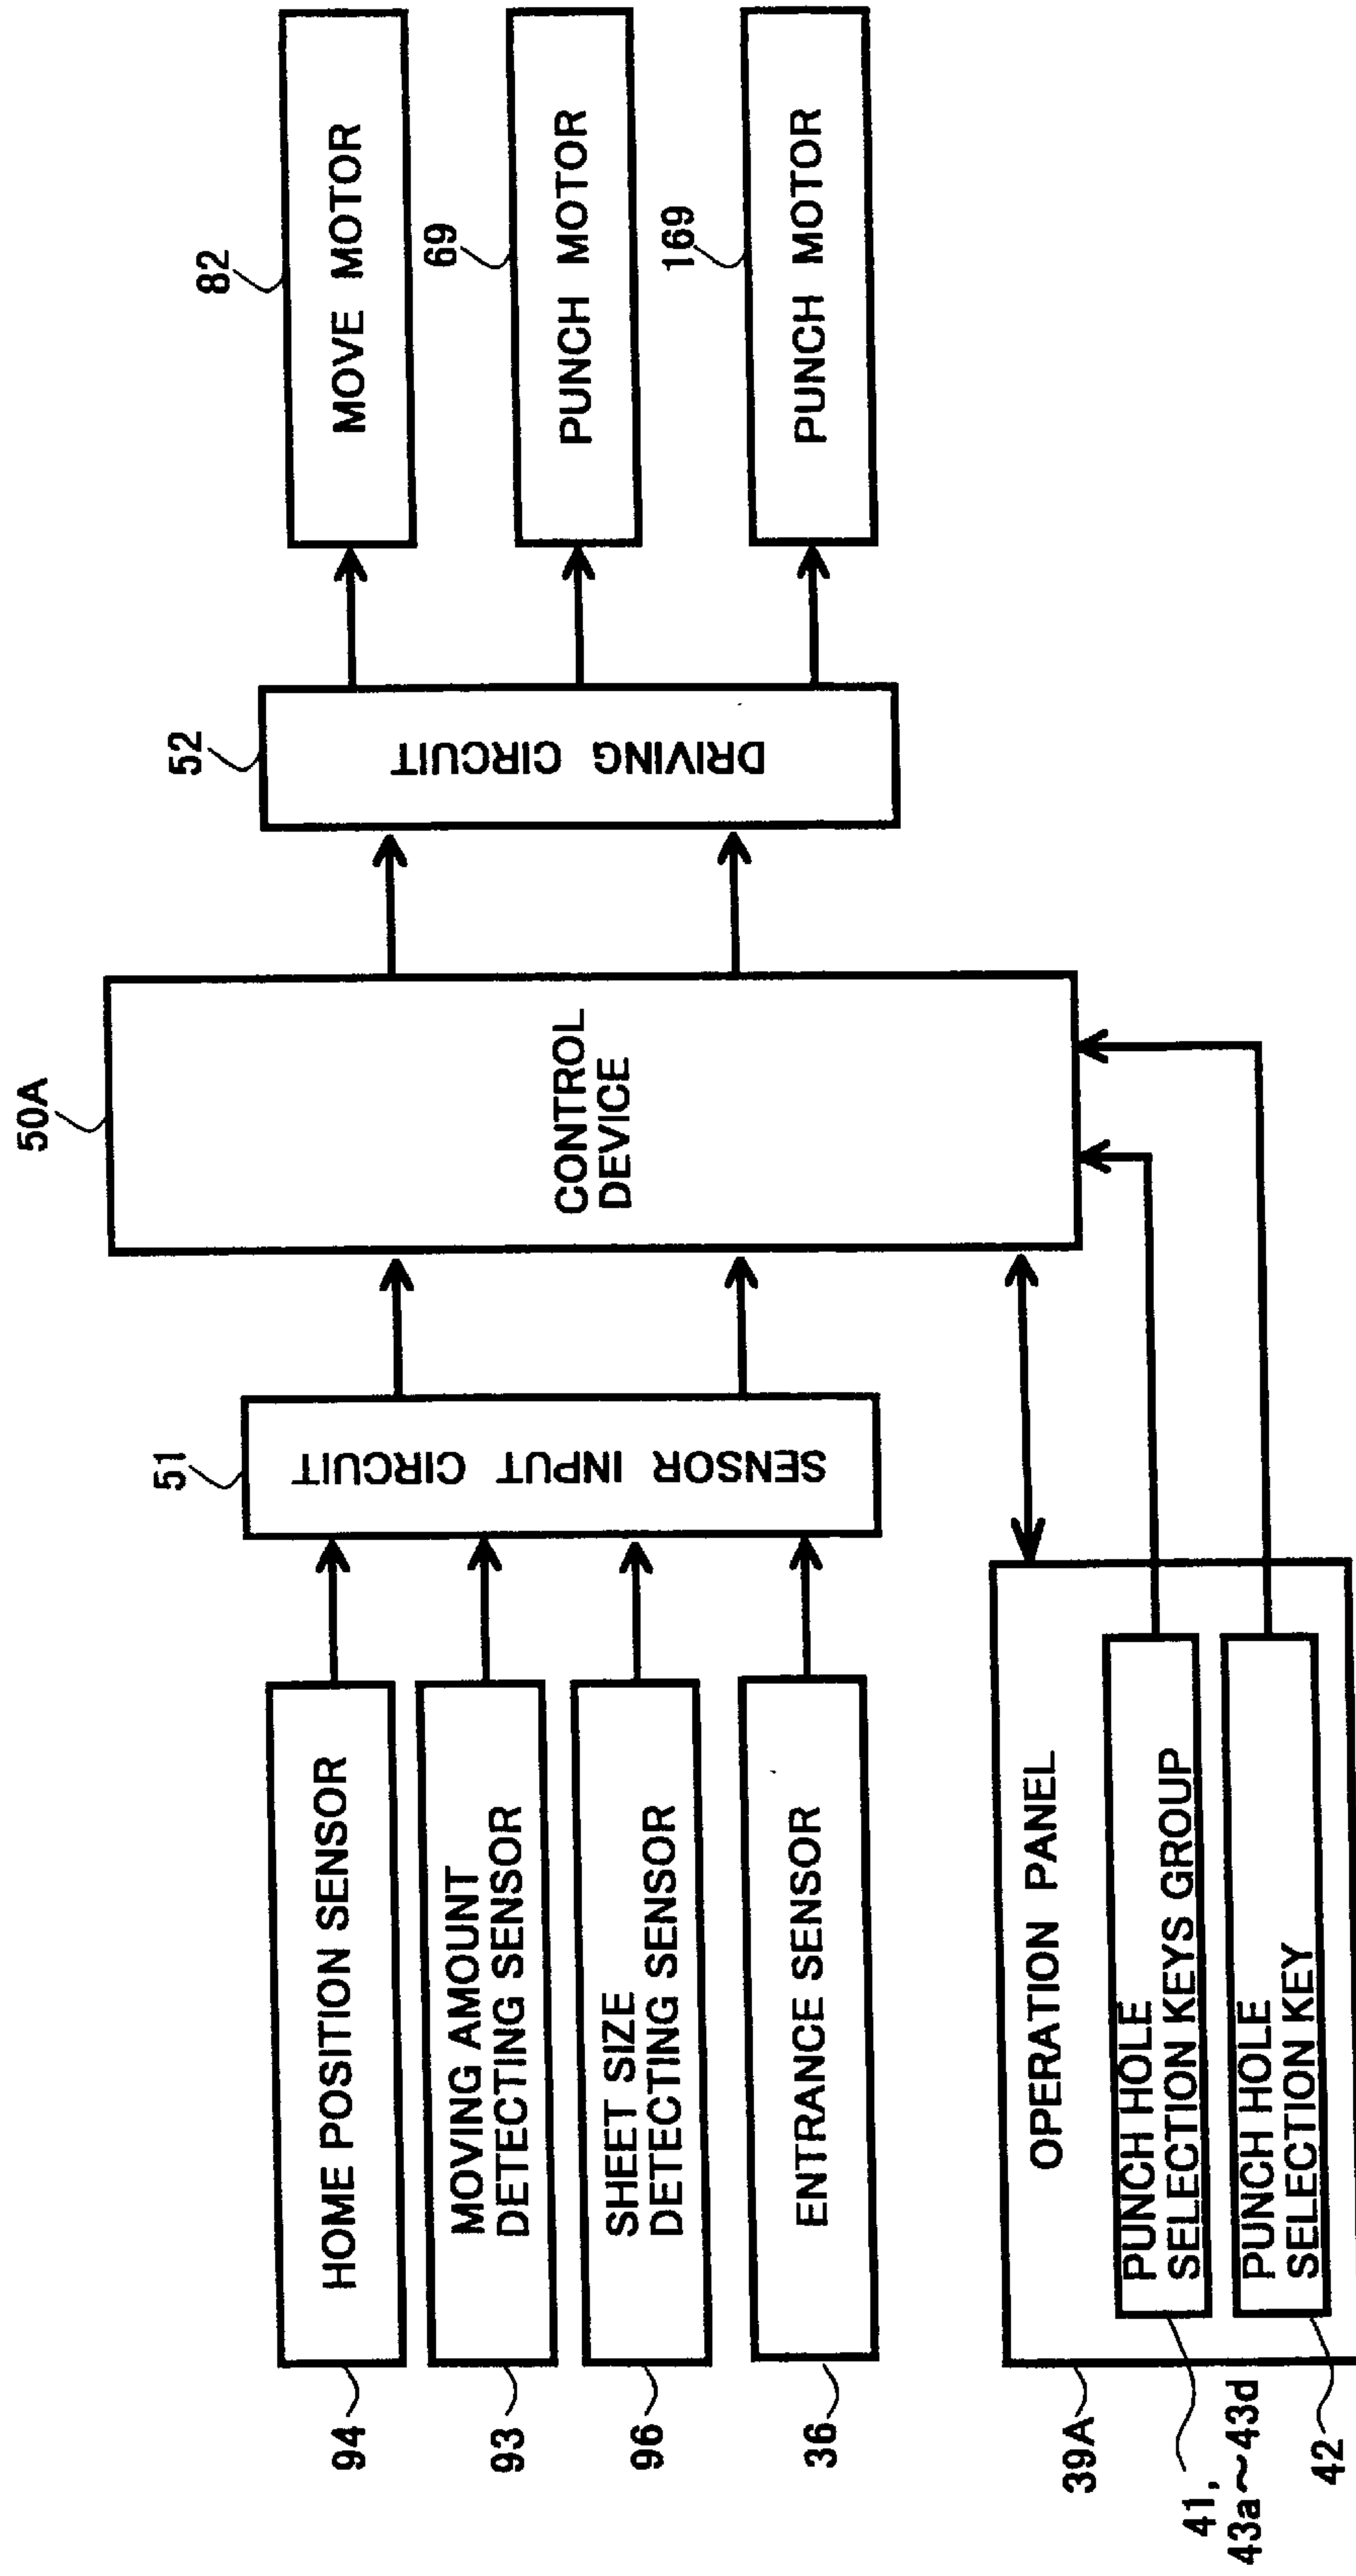 50A
51
52
82
94
HOME POSITION SENSOR
SENSOR INPUT CIRCUIT
CONTROL
DEVICE
DRIVING CIRCUIT
MOVE MOTOR
93
MOVING AMOUNT
DETECTING SENSOR
69
PUNCH MOTOR
96
SHEET SIZE
DETECTING SENSOR
169
PUNCH MOTOR
36
ENTRANCE SENSOR
39A
OPERATION PANEL
41,
43a~43d
PUNCH HOLE
SELECTION KEYS GROUP
42
PUNCH HOLE
SELECTION KEY